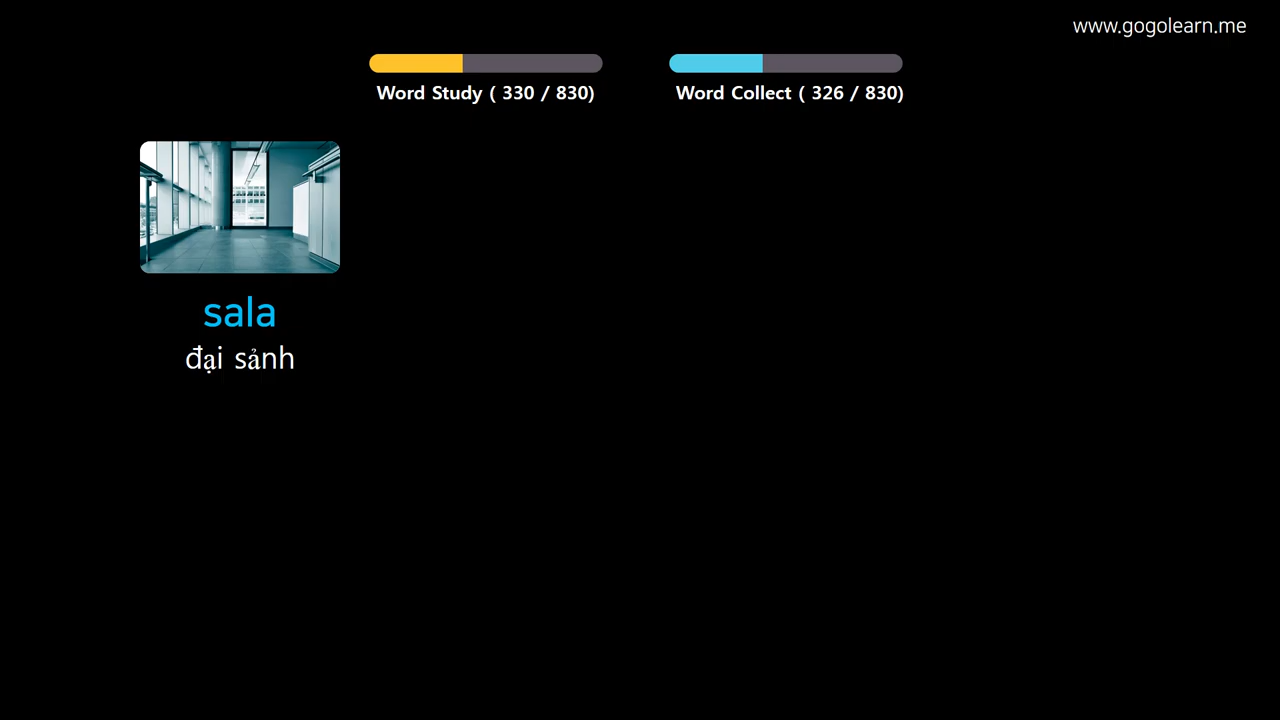 www.gogolearn.me
Word Study ( 330 / 830)
Word Collect ( 326 / 830)
sala
đại sảnh